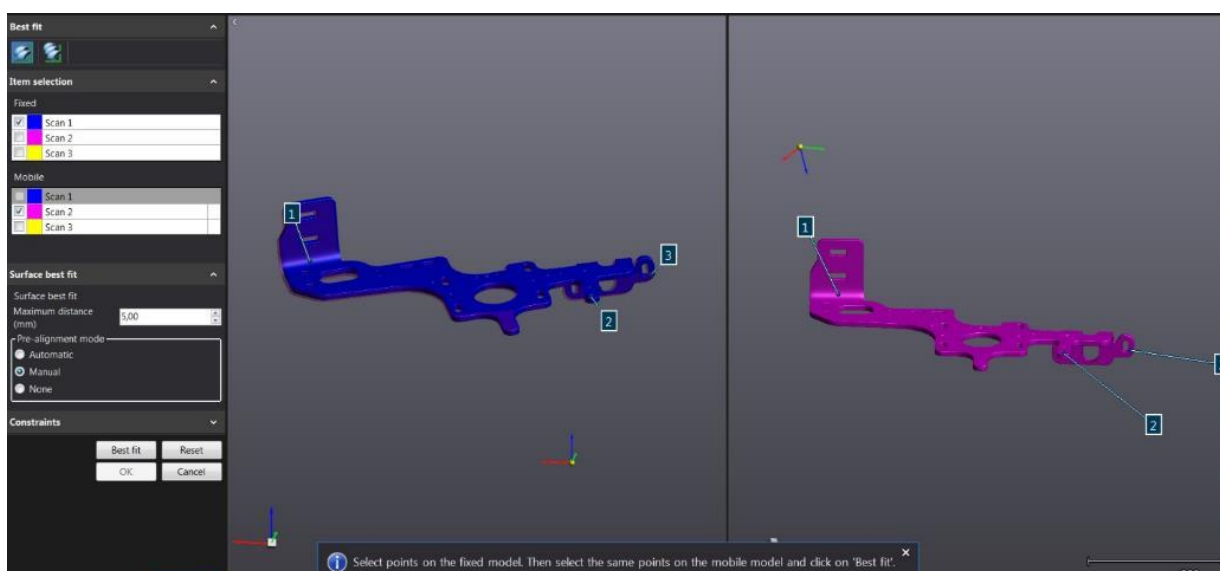 Best fit
Item selection
Fixed
Scan 1
Scan 2
Scan 3
Mobile
Scan 1
Scan 2
Scan 3
Surface best fit
Surface best fit
Maximum distance
(mm)
5,00
Pre-alignment mode
Automatic
Manual
None
Constraints
Best fit Reset
OK Cancel
1
3
2
1
2
Select points on the fixed model. Then select the same points on the mobile model and click on 'Best fit'.